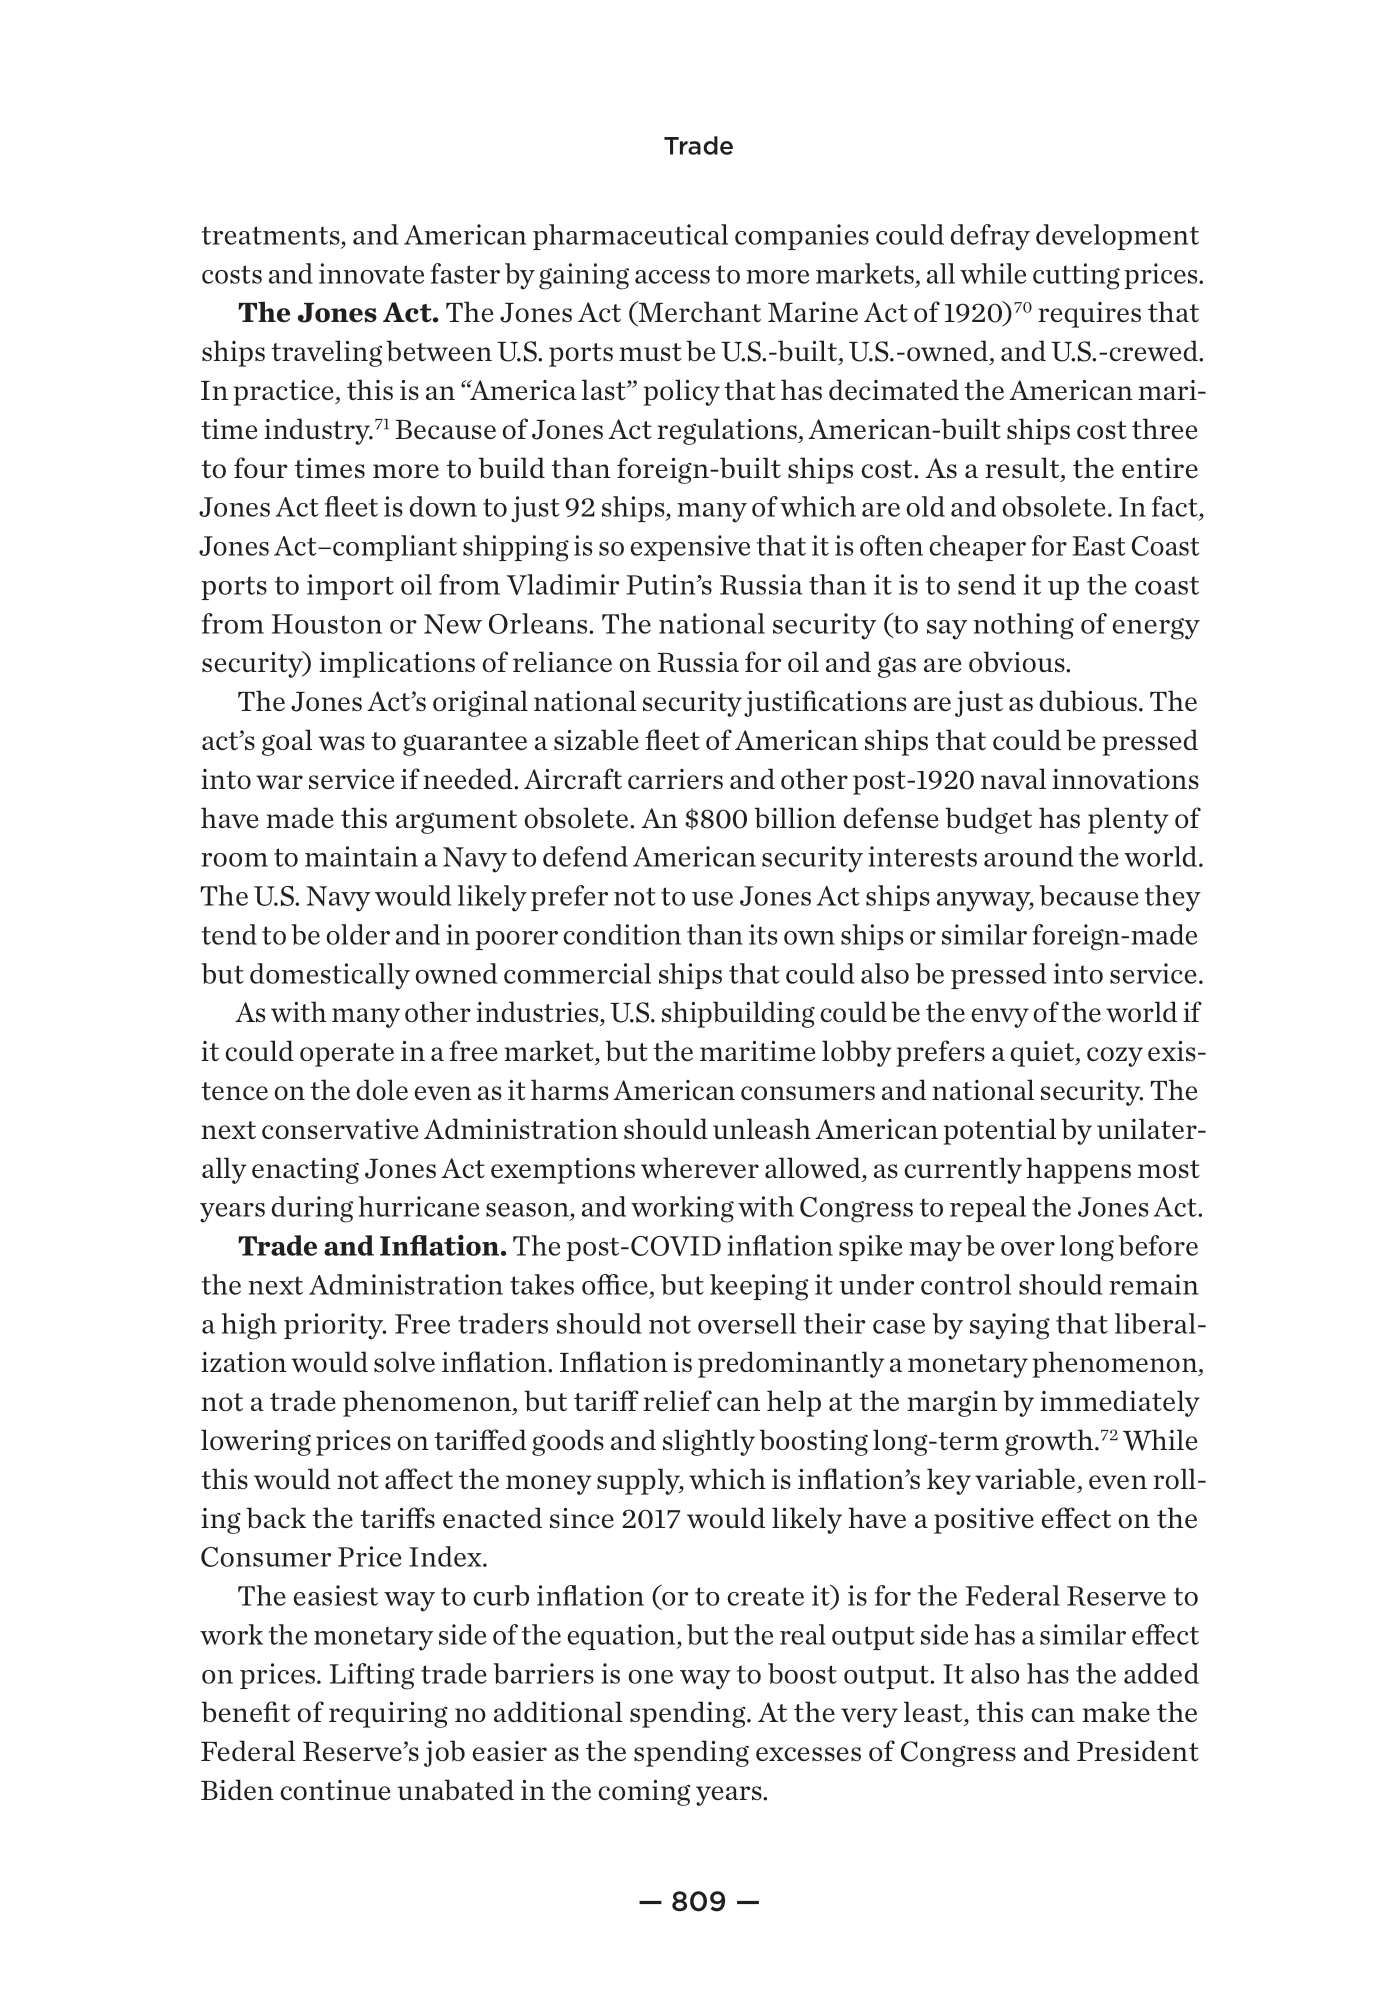 Trade
treatments, and American pharmaceutical companies could defray development
costs and innovate faster by gaining access to more markets, all while cutting prices.
The Jones Act. The Jones Act (Merchant Marine Act of 1920)70 requires that
ships traveling between U.S. ports must be U.S.-built, U.S.-owned, and U.S.-crewed.
In practice, this is an “America last” policy that has decimated the American mari-
time industry.71 Because of Jones Act regulations, American-built ships cost three
to four times more to build than foreign-built ships cost. As a result, the entire
Jones Act fleet is down to just 92 ships, many of which are old and obsolete. In fact,
Jones Act–compliant shipping is so expensive that it is often cheaper for East Coast
ports to import oil from Vladimir Putin’s Russia than it is to send it up the coast
from Houston or New Orleans. The national security (to say nothing of energy
security) implications of reliance on Russia for oil and gas are obvious.
The Jones Act’s original national security justifications are just as dubious. The
act’s goal was to guarantee a sizable fleet of American ships that could be pressed
into war service if needed. Aircraft carriers and other post-1920 naval innovations
have made this argument obsolete. An $800 billion defense budget has plenty of
room to maintain a Navy to defend American security interests around the world.
The U.S. Navy would likely prefer not to use Jones Act ships anyway, because they
tend to be older and in poorer condition than its own ships or similar foreign-made
but domestically owned commercial ships that could also be pressed into service.
As with many other industries, U.S. shipbuilding could be the envy of the world if
it could operate in a free market, but the maritime lobby prefers a quiet, cozy exis-
tence on the dole even as it harms American consumers and national security. The
next conservative Administration should unleash American potential by unilater-
ally enacting Jones Act exemptions wherever allowed, as currently happens most
years during hurricane season, and working with Congress to repeal the Jones Act.
Trade and Inflation. The post-COVID inflation spike may be over long before
the next Administration takes office, but keeping it under control should remain
a high priority. Free traders should not oversell their case by saying that liberal-
ization would solve inflation. Inflation is predominantly a monetary phenomenon,
not a trade phenomenon, but tariff relief can help at the margin by immediately
lowering prices on tariffed goods and slightly boosting long-term growth.72 While
this would not affect the money supply, which is inflation’s key variable, even roll-
ing back the tariffs enacted since 2017 would likely have a positive effect on the
Consumer Price Index.
The easiest way to curb inflation (or to create it) is for the Federal Reserve to
work the monetary side of the equation, but the real output side has a similar effect
on prices. Lifting trade barriers is one way to boost output. It also has the added
benefit of requiring no additional spending. At the very least, this can make the
Federal Reserve’s job easier as the spending excesses of Congress and President
Biden continue unabated in the coming years.
— 809 —